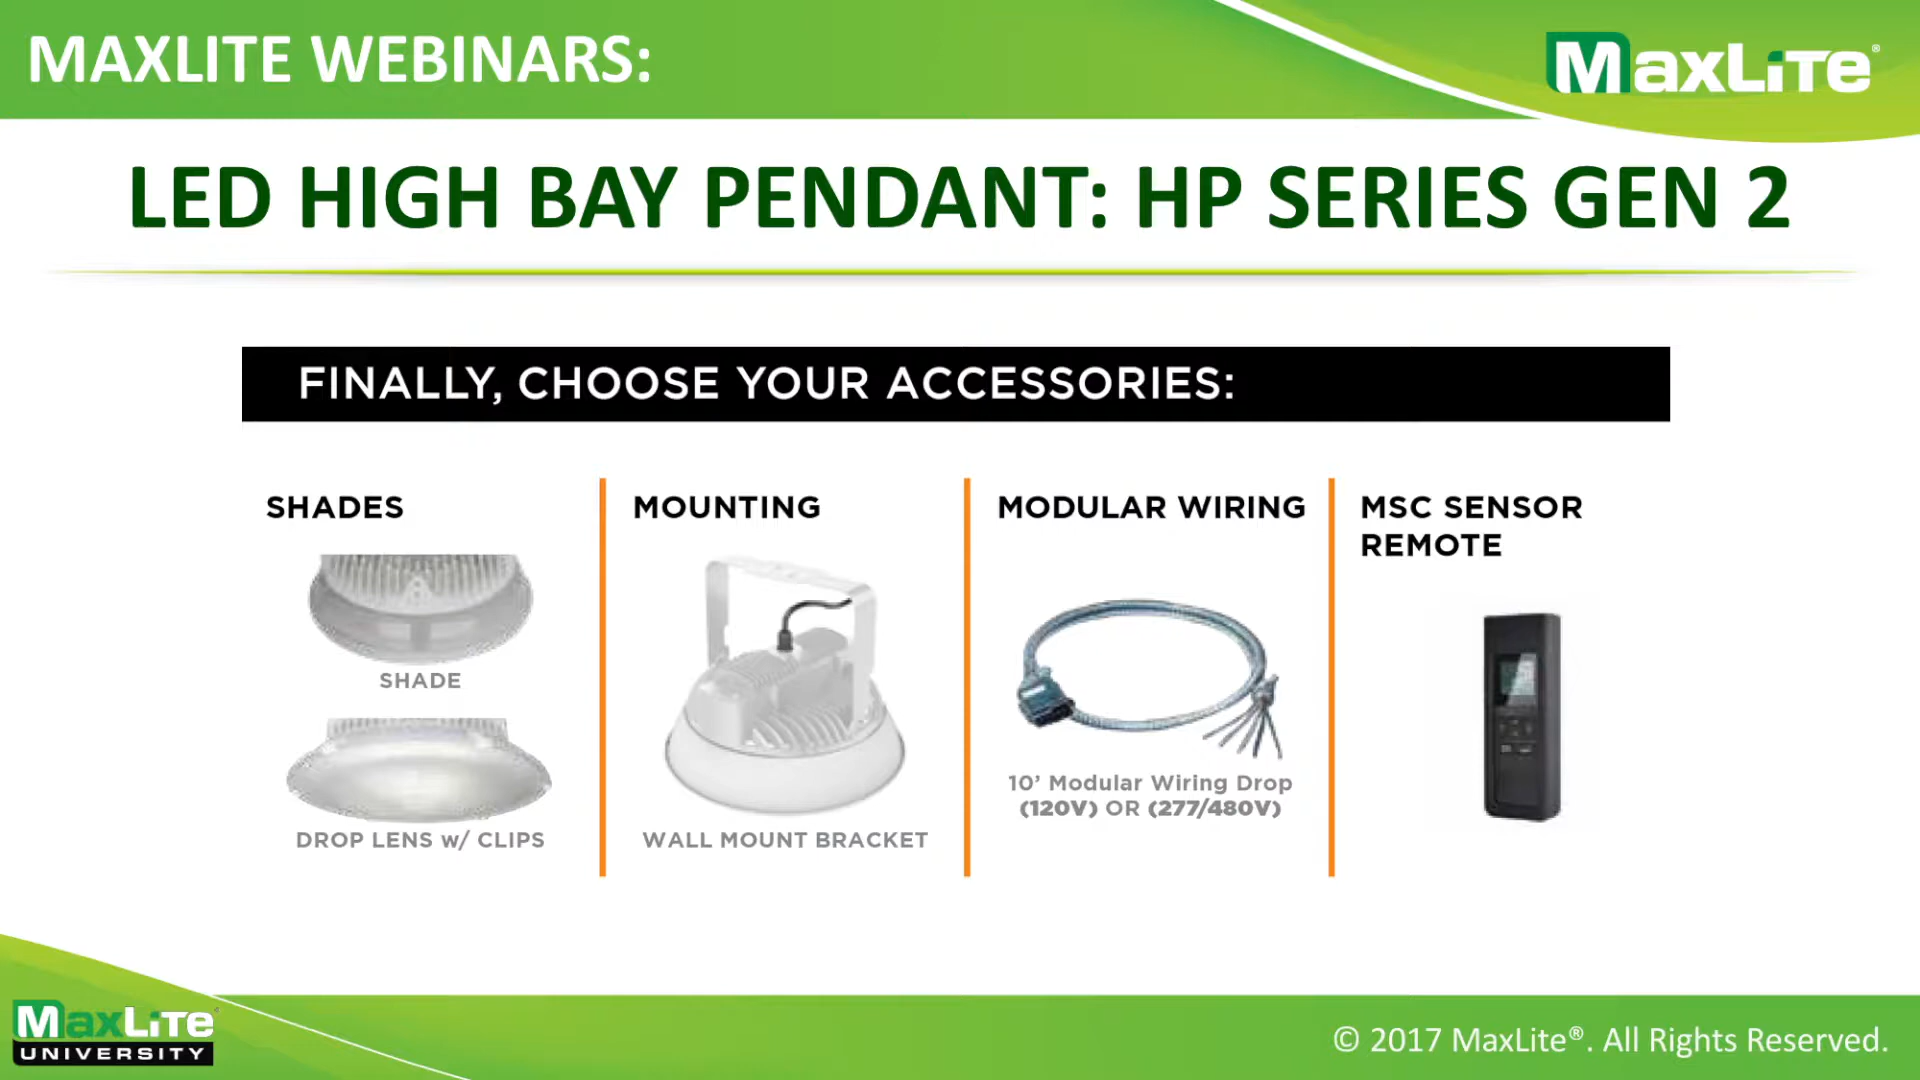 MAXLITE WEBINARS:
MaxLiTe®
LED HIGH BAY PENDANT: HP SERIES GEN 2
FINALLY, CHOOSE YOUR ACCESSORIES:
SHADES
SHADE
DROP LENS w/ CLIPS
MOUNTING
WALL MOUNT BRACKET
MODULAR WIRING
10’ Modular Wiring Drop
(120V) OR (277/480V)
MSC SENSOR
REMOTE
MaxLiTe
UNIVERSITY
© 2017 MaxLite®. All Rights Reserved.